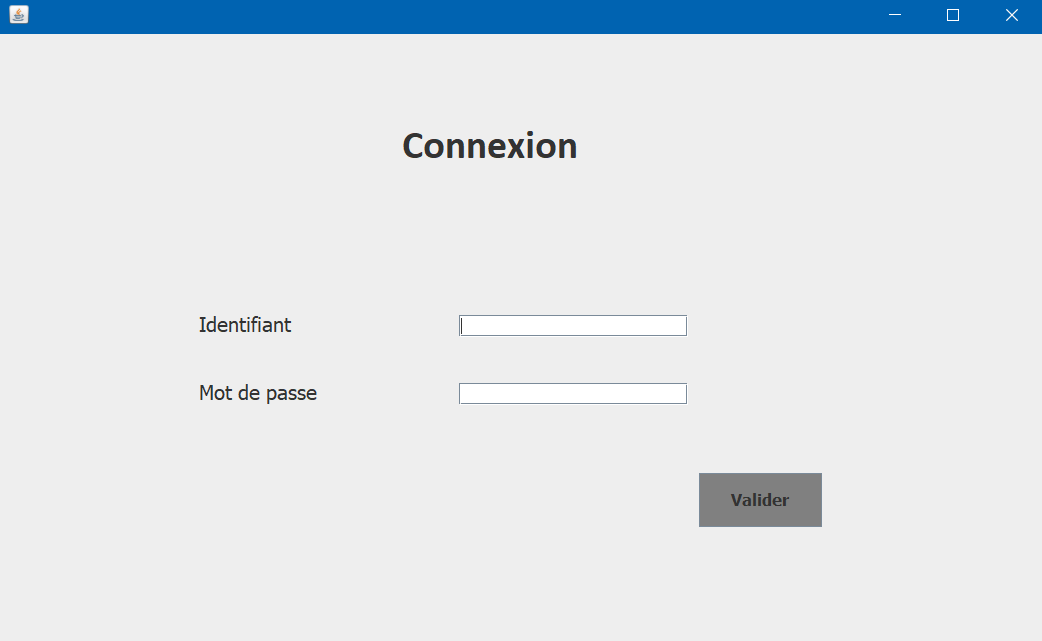 Connexion
Identifiant
Mot de passe
Valider